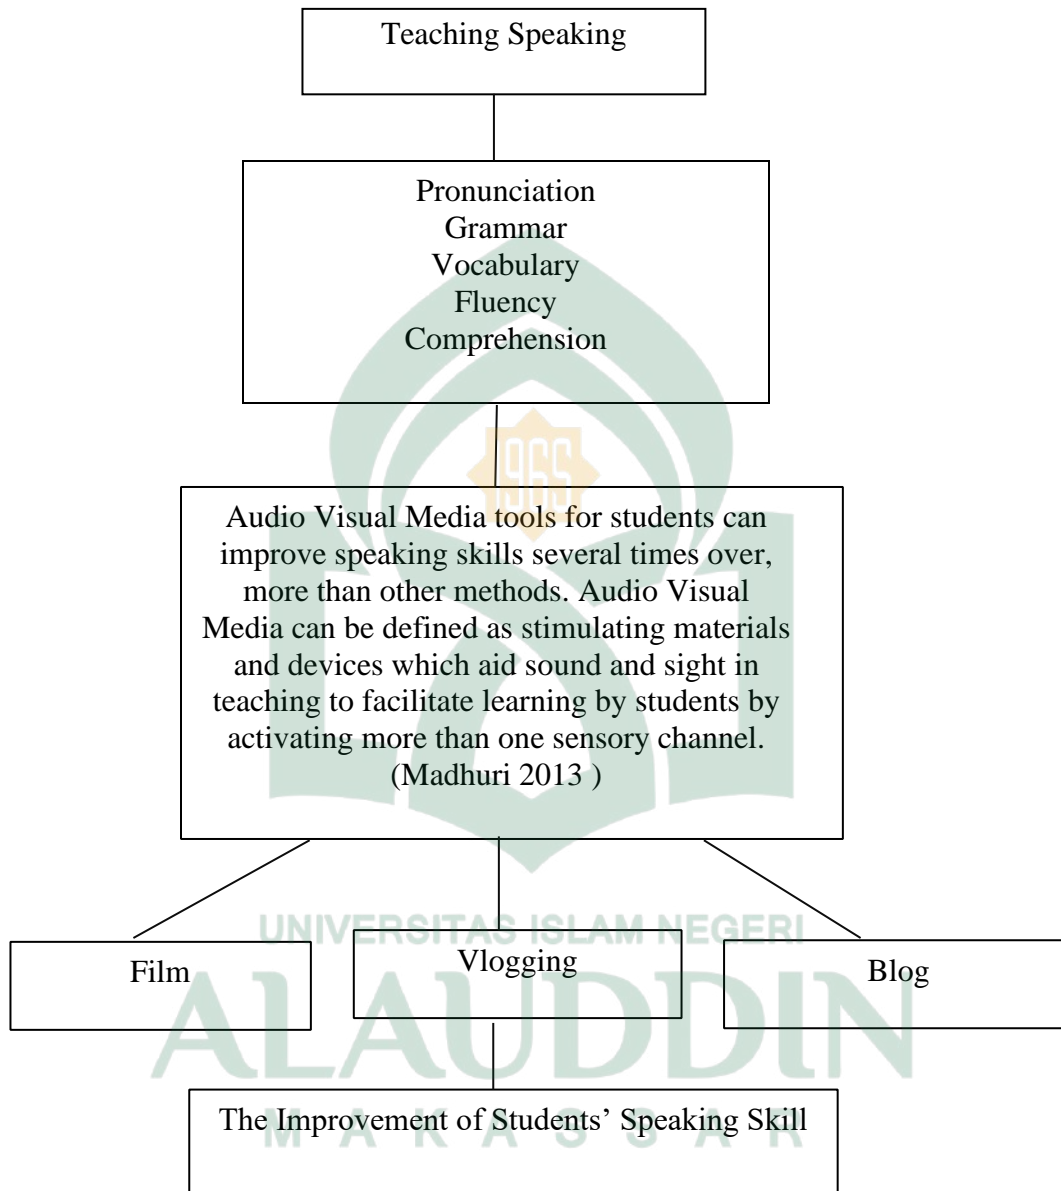 Teaching Speaking
Pronunciation
Grammar
Vocabulary
Fluency
Comprehension
1965
Audio Visual Media tools for students can
improve speaking skills several times over,
more than other methods. Audio Visual
Media can be defined as stimulating materials
and devices which aid sound and sight in
teaching to facilitate learning by students by
activating more than one sensory channel.
(Madhuri 2013 )
UNIVERSITAS ISLAM NEGERI
Film
Vlogging
Blog
ALAUDDIN
The Improvement of Students’ Speaking Skill
MAKASSAR